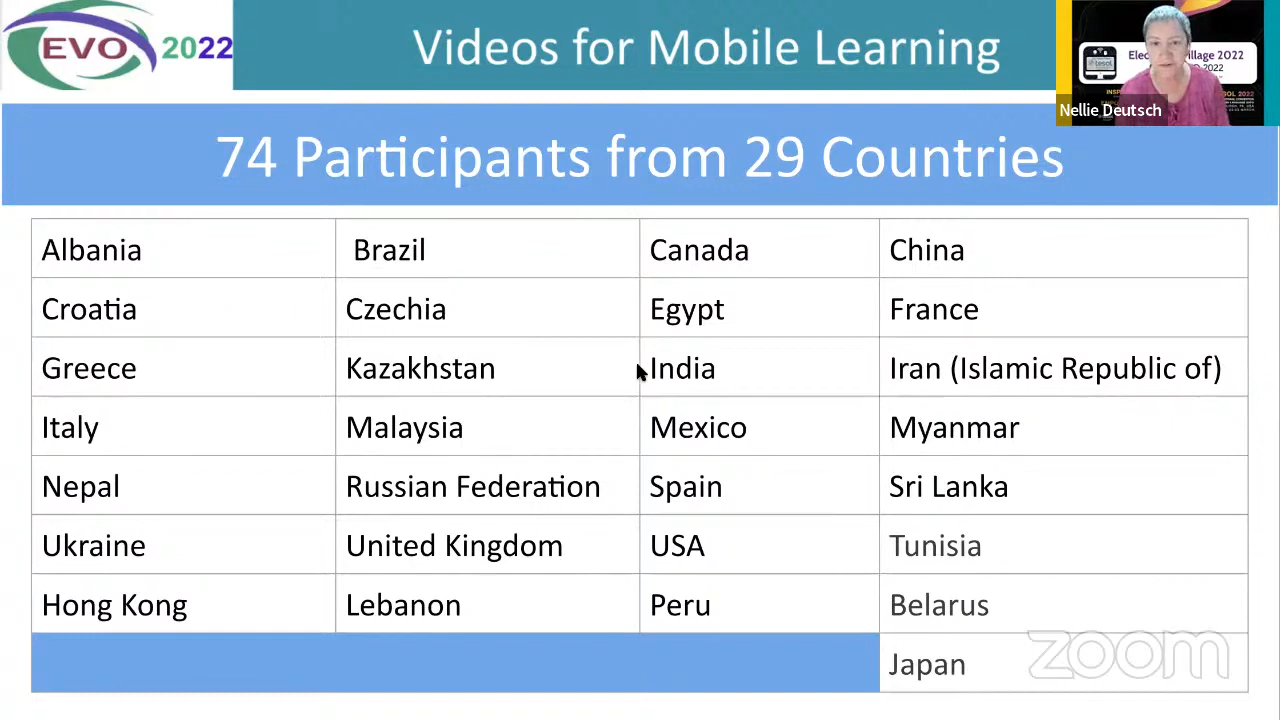 EVO 2022
Videos for Mobile Learning
Nellie Deutsch
74 Participants from 29 Countries
Albania Brazil Canada China
Croatia Czechia Egypt France
Greece Kazakhstan India Iran (Islamic Republic of)
Italy Malaysia Mexico Myanmar
Nepal Russian Federation Spain Sri Lanka
Ukraine United Kingdom USA Tunisia
Hong Kong Lebanon Peru Belarus
Japan
zoom